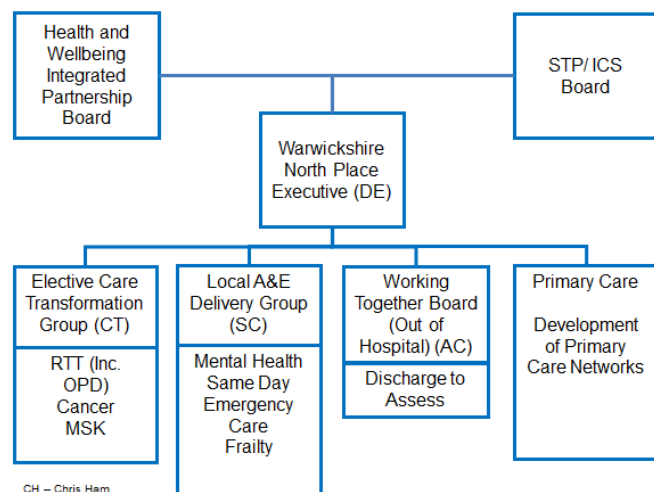 Health and
Wellbeing
Integrated
Partnership
Board
STP/ ICS
Board
Warwickshire
North Place
Executive (DE)
Elective Care
Transformation
Group (CT)
RTT (Inc.
OPD)
Cancer
MSK
Local A&E
Delivery Group
(SC)
Mental Health
Same Day
Emergency
Care
Frailty
Working
Together Board
(Out of
Hospital) (AC)
Discharge to
Assess
Primary Care
Development
of Primary
Care Networks
CH – Chris Ham